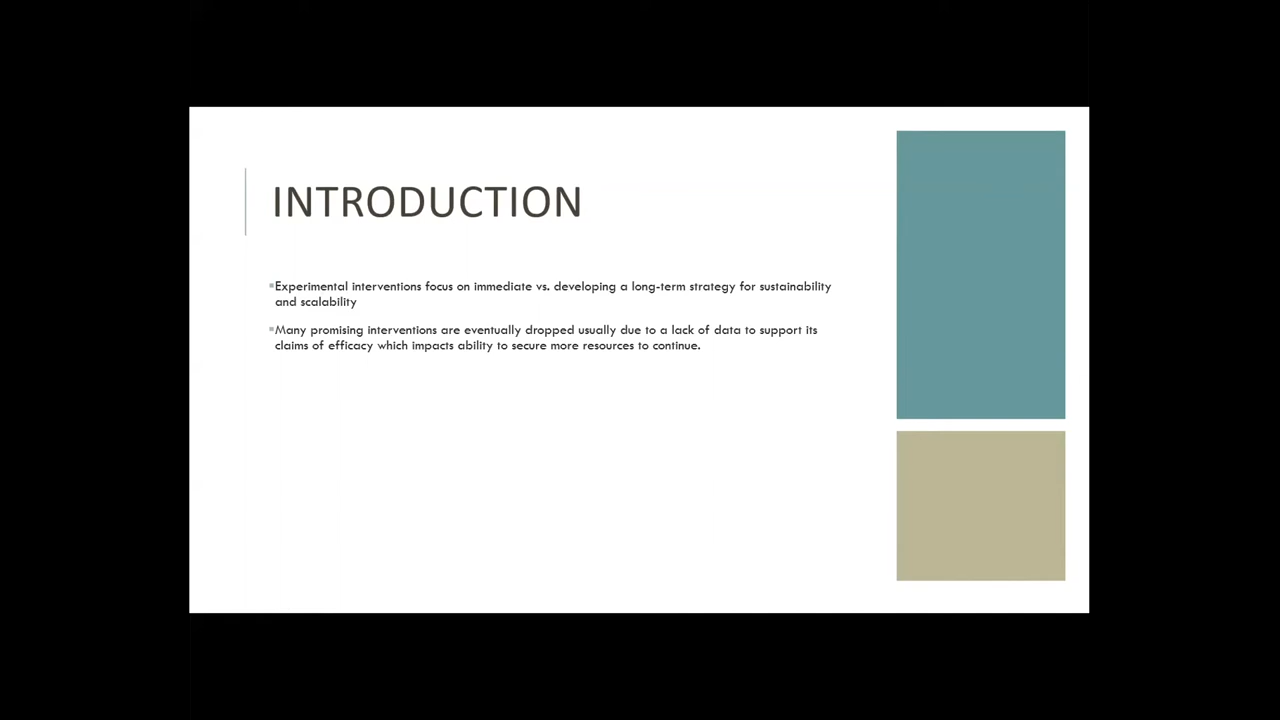 INTRODUCTION
▪Experimental interventions focus on immediate vs. developing a long-term strategy for sustainability
and scalability
▪Many promising interventions are eventually dropped usually due to a lack of data to support its
claims of efficacy which impacts ability to secure more resources to continue.